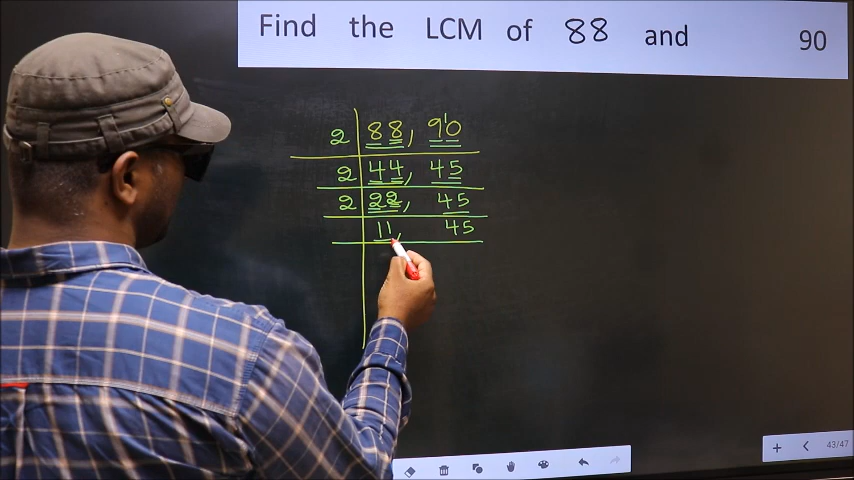 Find the LCM of 88 and 90
2 88, 90
2 44, 45
2 22, 45
11, 45
43/47